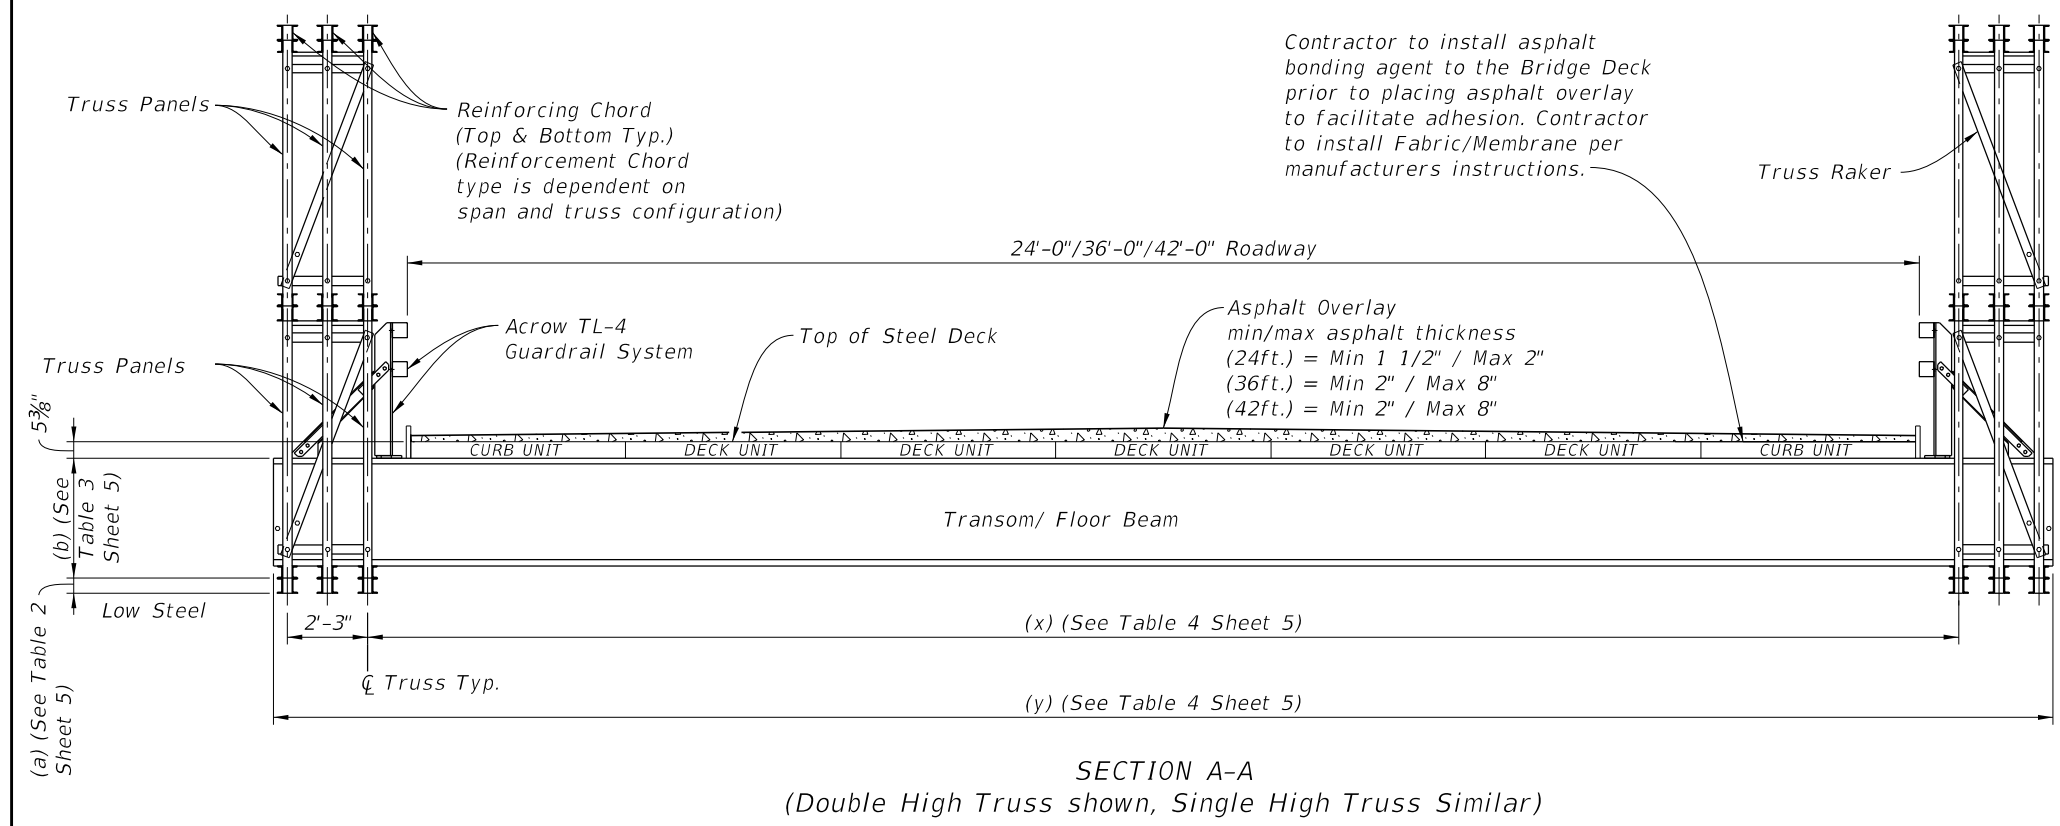 Contractor to install asphalt
bonding agent to the Bridge Deck
prior to placing asphalt overlay
to facilitate adhesion. Contractor
to install Fabric/Membrane per
manufacturers instructions.
Truss Panels
Reinforcing Chord
(Top & Bottom Typ.)
(Reinforcement Chord
type is dependent on
span and truss configuration)
Truss Raker
24'-0"/36'-0"/42'-0" Roadway
Acrow TL-4
Guardrail System
Top of Steel Deck
Asphalt Overlay
min/max asphalt thickness
(24ft.) = Min 1 1/2" / Max 2"
(36ft.) = Min 2" / Max 8"
(42ft.) = Min 2" / Max 8"
Truss Panels
5⅜"
CURB UNIT DECK UNIT DECK UNIT DECK UNIT DECK UNIT DECK UNIT CURB UNIT
(b) (See
Table 3
Sheet 5)
Transom/ Floor Beam
Low Steel
(a) (See Table 2
Sheet 5)
2'-3"
(x) (See Table 4 Sheet 5)
℄ Truss Typ.
(y) (See Table 4 Sheet 5)
SECTION A-A
(Double High Truss shown, Single High Truss Similar)